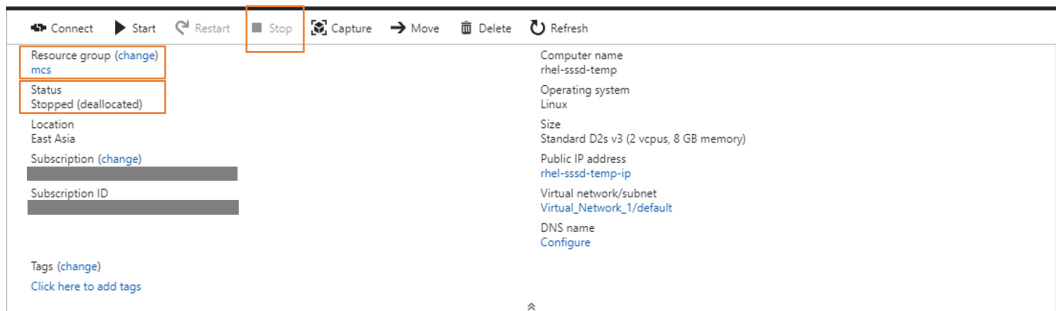 Connect Start Restart Stop Capture Move Delete Refresh
Resource group (change)
mcs
Status
Stopped (deallocated)
Location
East Asia
Subscription (change)
Subscription ID
Tags (change)
Click here to add tags
Computer name
rhel-sssd-temp
Operating system
Linux
Size
Standard D2s v3 (2 vcpus, 8 GB memory)
Public IP address
rhel-sssd-temp-ip
Virtual network/subnet
Virtual_Network_1/default
DNS name
Configure